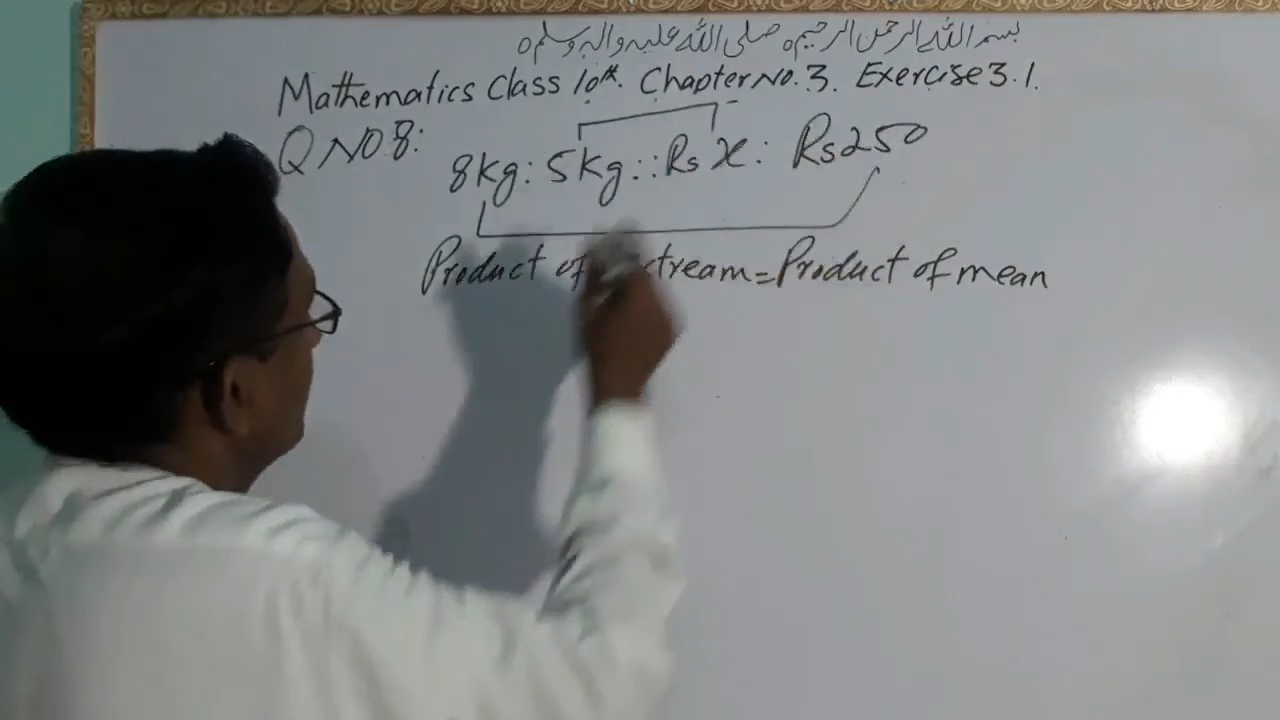 بسم اللہ الرحمن الرحیم ہ صلی اللہ علیہ والہ وسلم ہ
Mathematics Class 10th. Chapter No. 3. Exercise 3.1.
Q NO 8:
8kg : 5kg :: Rs x : Rs 250
Product of = Product of mean